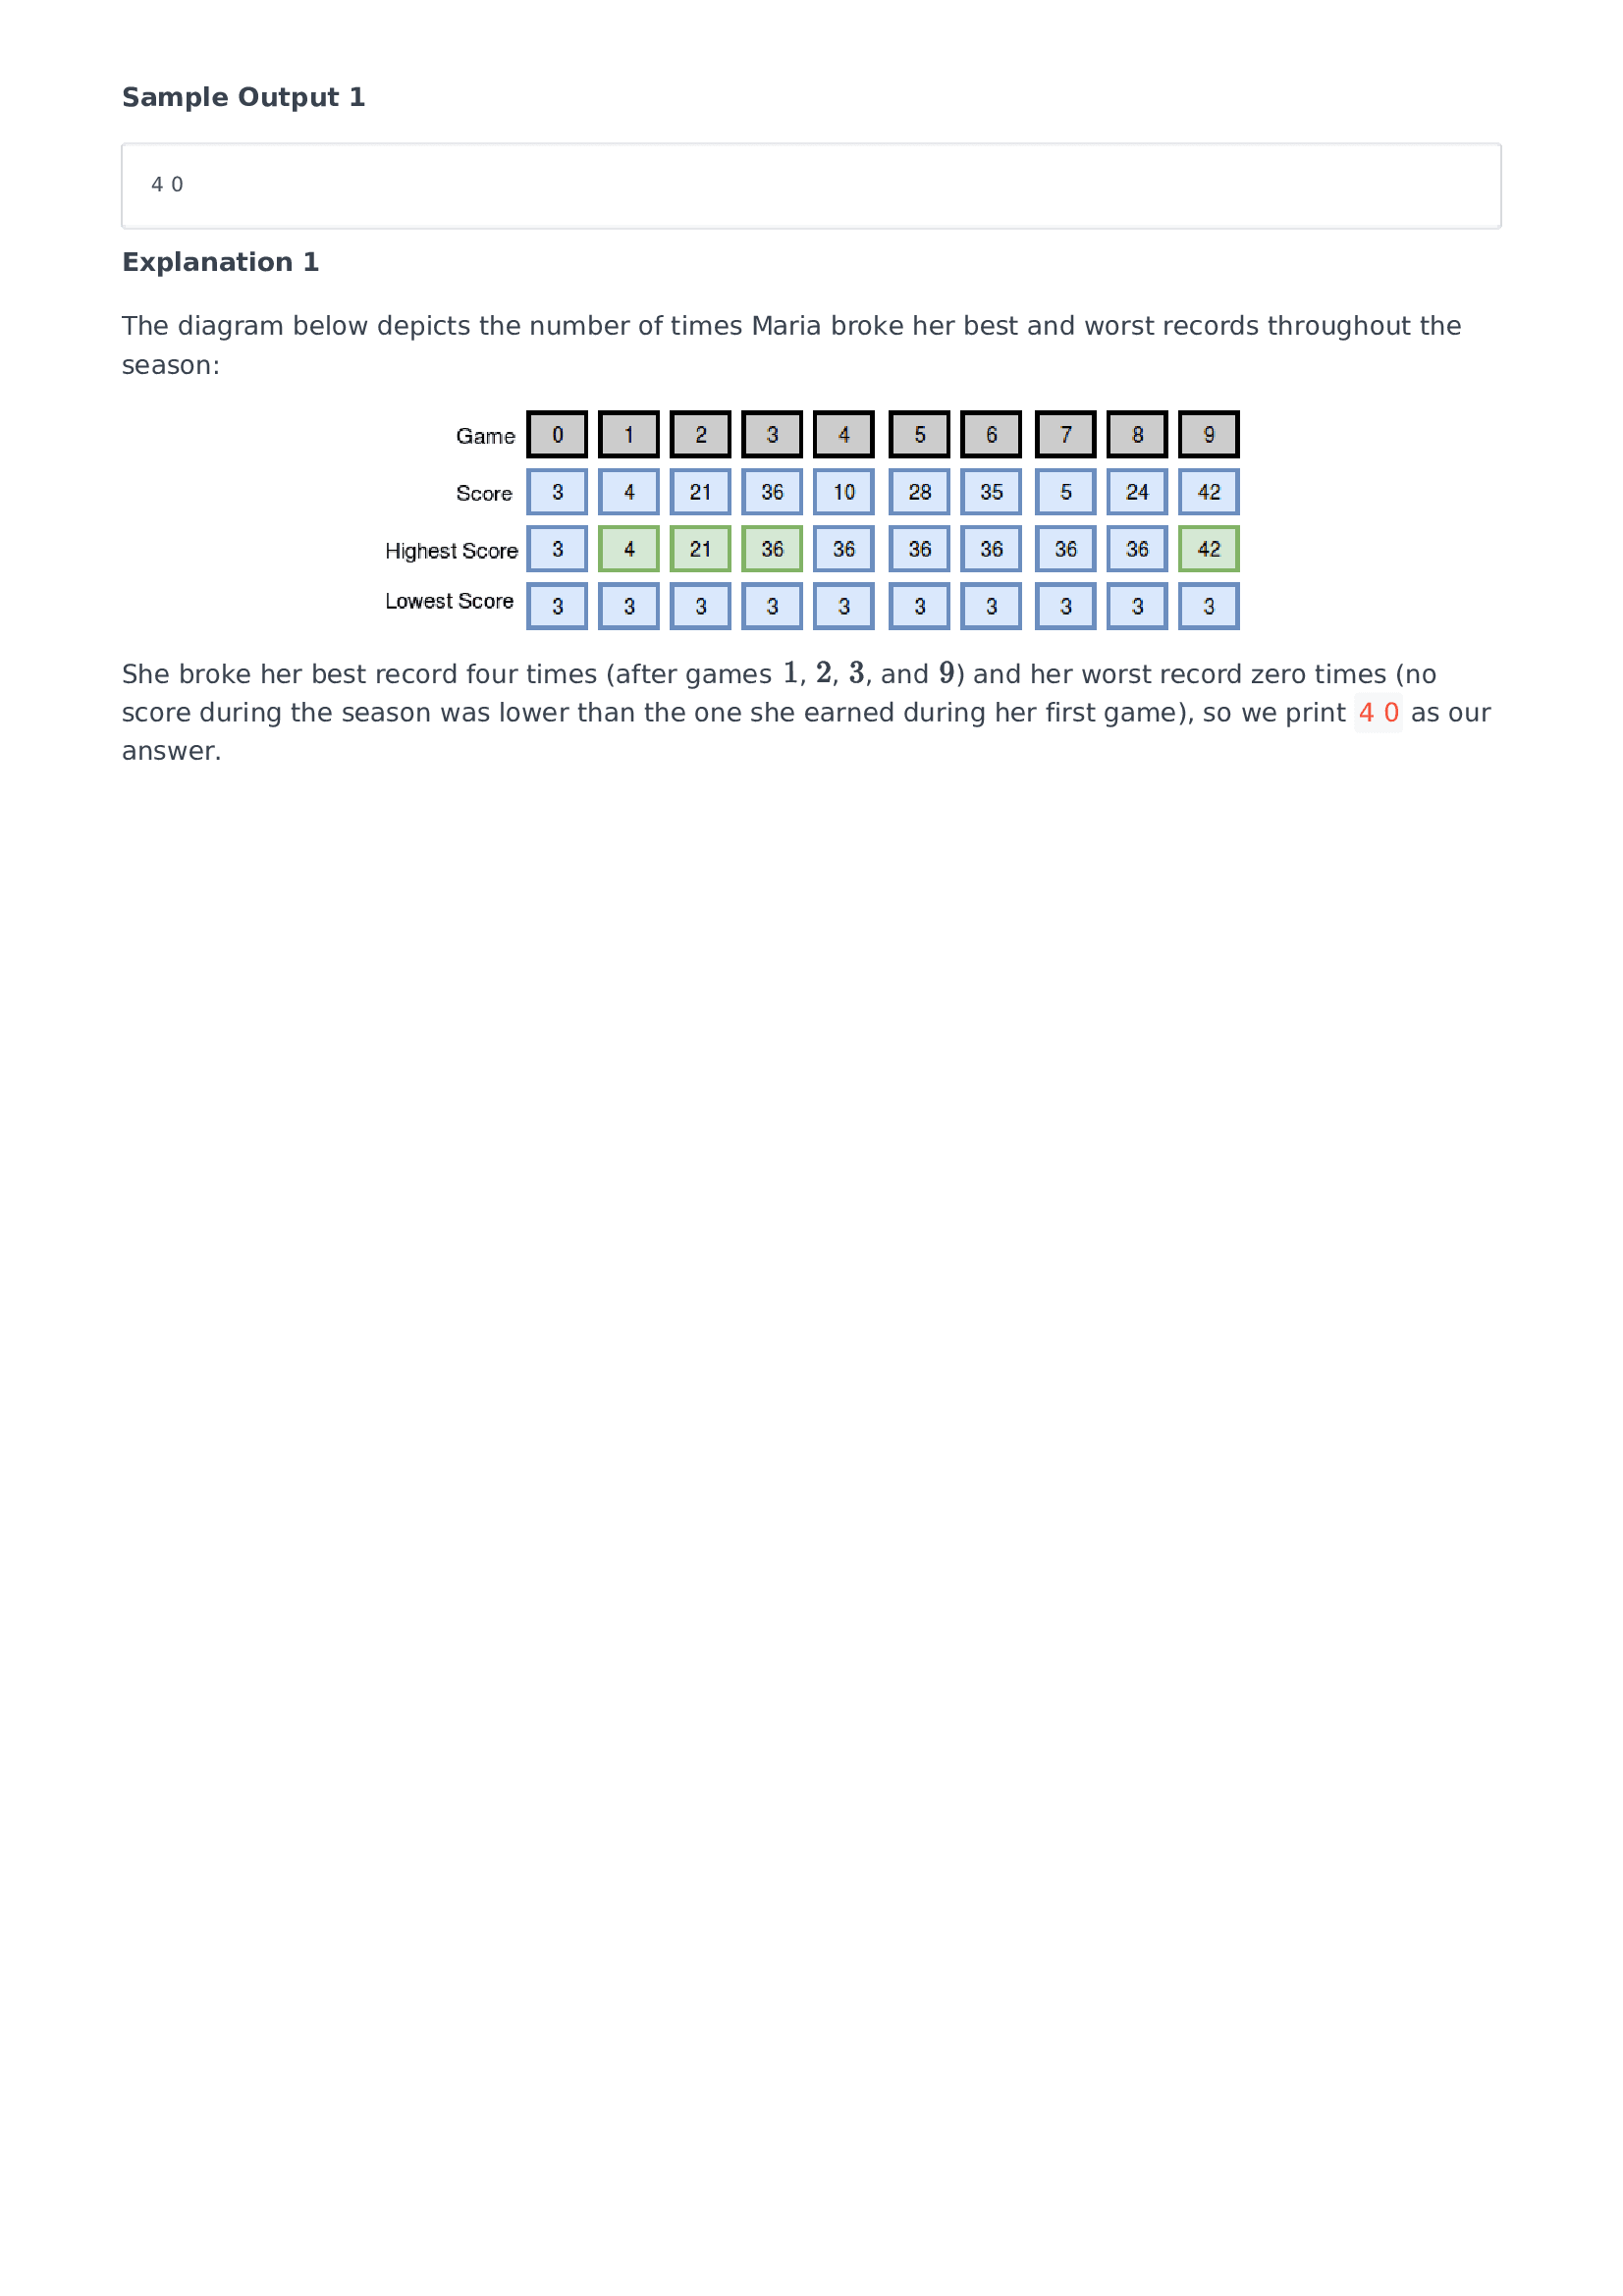 Sample Output 1
4 0
Explanation 1
The diagram below depicts the number of times Maria broke her best and worst records throughout the
season:
Game 0 1 2 3 4 5 6 7 8 9
Score 3 4 21 36 10 28 35 5 24 42
Highest Score 3 4 21 36 36 36 36 36 36 42
Lowest Score 3 3 3 3 3 3 3 3 3 3
She broke her best record four times (after games 1, 2, 3, and 9) and her worst record zero times (no
score during the season was lower than the one she earned during her first game), so we print 4 0 as our
answer.